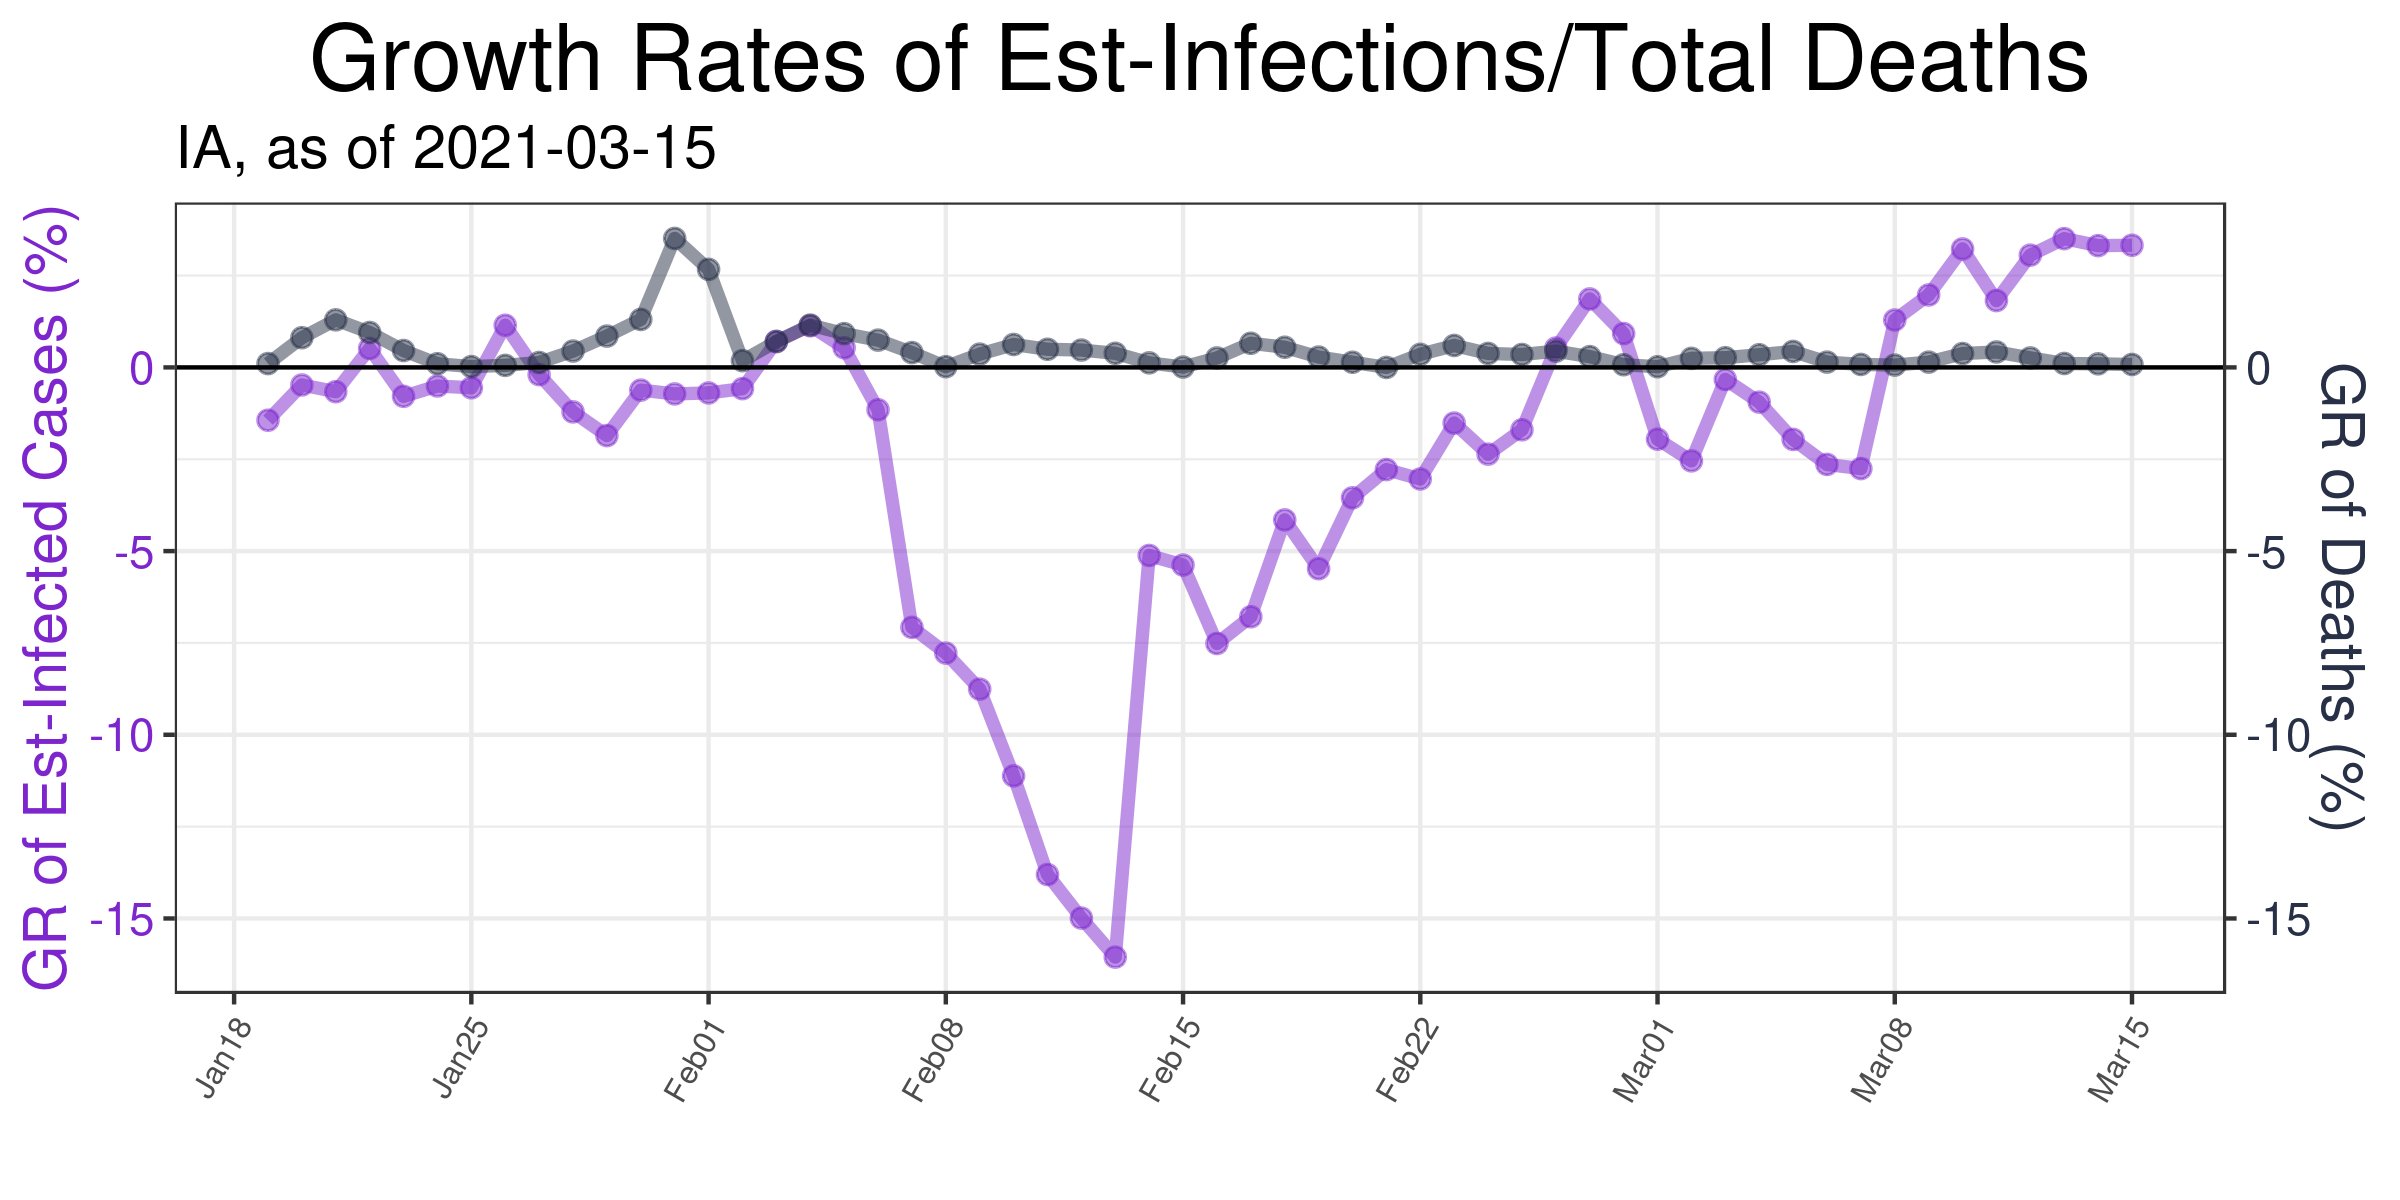 Growth Rates of Est-Infections/Total Deaths
IA, as of 2021-03-15
GR of Est-Infected Cases (%)
0
-5
-10
-15
0
-5
-10
-15
GR of Deaths (%)
Jan18
Jan25
Feb01
Feb08
Feb15
Feb22
Mar01
Mar08
Mar15